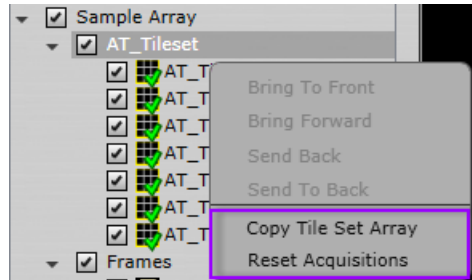 Sample Array
AT_Tileset
AT_T
Bring To Front
AT_T
Bring Forward
AT_T
Send Back
AT_T
Send To Back
AT_T
AT_T
Copy Tile Set Array
Frames
Reset Acquisitions